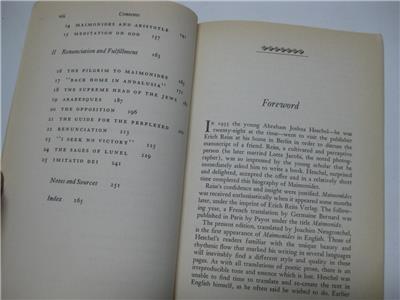 viii
Contents
14 MAIMONIDES AND ARISTOTLE
15 MEDITATION ON GOD 157
II Renunciation and Fulfillment
163
16 THE PILGRIM TO MAIMONIDES
17 "BACK HOME IN ANDALUSIA"
18 THE SUPREME HEAD OF THE JEWS
19 ARABESQUES 187
20 THE OPPOSITION
21 THE GUIDE FOR THE PERPLEXED
22 RENUNCIATION
23 "I SEEK NO VICTORY"
24 THE SAGES OF LUNEL
25 IMITATIO DEI 241
Notes and Sources 251
Index 265
Foreword
IN 1935 the young Abraham Joshua Heschel—he was
twenty-eight at the time—went to visit the publisher
Erich Reiss at his home in Berlin in order to discuss the
manuscript of a friend. Reiss, a cultured and perceptive
person (he later married Lotte Jacobi, the noted photog-
rapher), was so impressed by the young scholar that he
immediately asked him to write a book. Heschel, surprised
and delighted, accepted the offer and in a relatively short
time completed this biography of Maimonides.
Reiss's confidence and insight were justified. Maimonides
was received enthusiastically when it appeared some months
later, under the imprint of Erich Reiss Verlag. The follow-
ing year, a French translation by Germaine Bernard was
published in Paris by Payot under the title Maïmonide.
The present edition, translated by Joachim Neugroschel,
is the first appearance of Maimonides in English. Those of
Heschel's readers familiar with the unique beauty and
rhythmic flow that marked his writing in several languages
will inevitably find a different style and quality in these
pages. As with all translations of poetic prose, there is an
irreproducible tone and essence which is lost. If Heschel was
unable to find time to translate and re-create the text in
English himself, as he often said he wished to do. Earlier